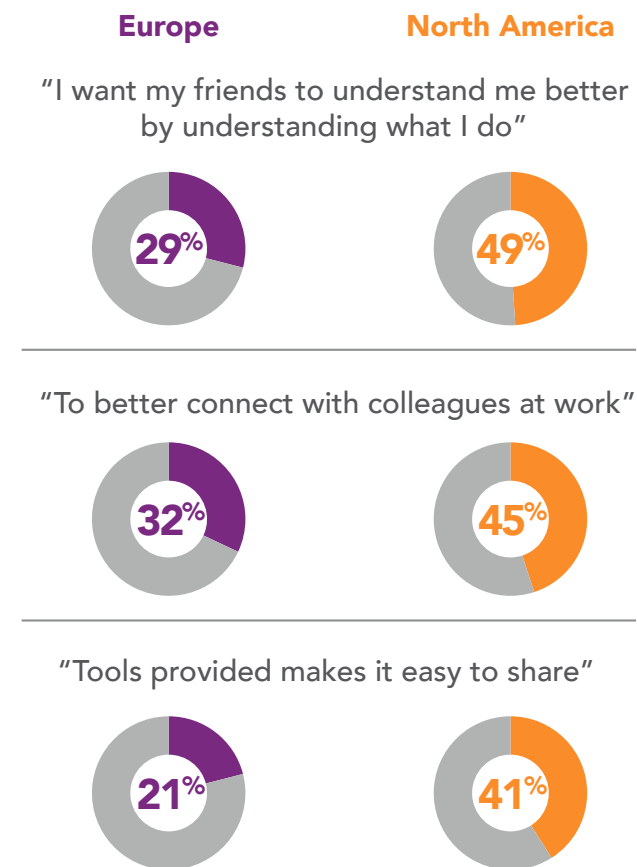 Europe North America
“I want my friends to understand me better
by understanding what I do”
29% 49%
“To better connect with colleagues at work”
32% 45%
“Tools provided makes it easy to share”
21% 41%